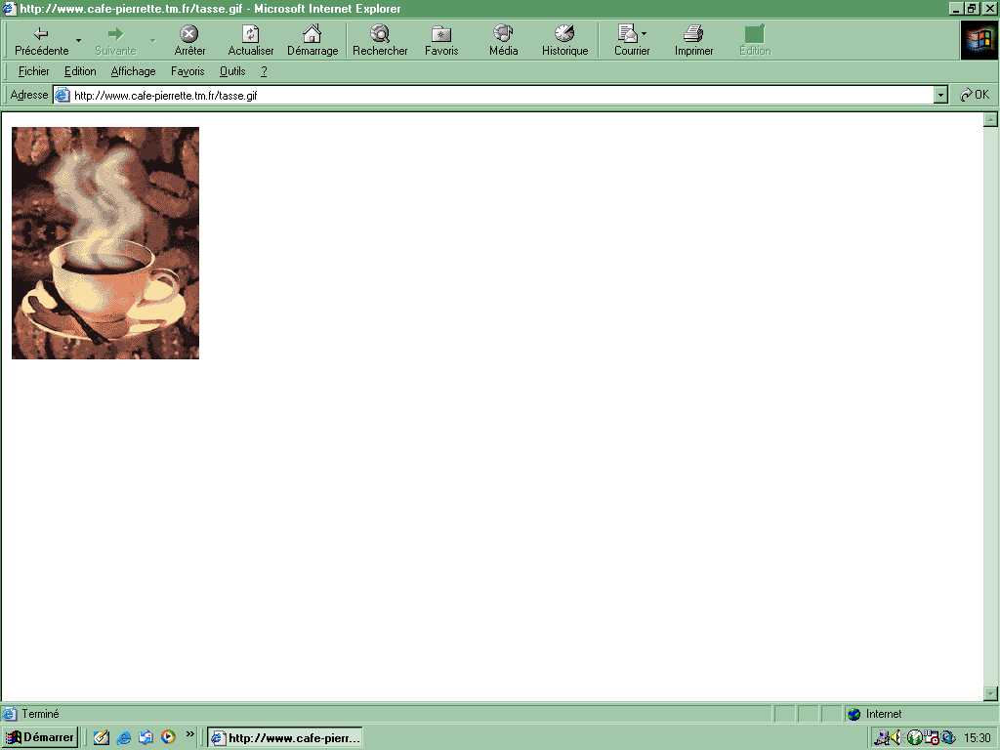 http://www.cafe-pierrette.tm.fr/tasse.gif - Microsoft Internet Explorer
Précédente Suivante Arrêter Actualiser Démarrage Rechercher Favoris Média Historique Courrier Imprimer Édition
Fichier Edition Affichage Favoris Outils ?
Adresse http://www.cafe-pierrette.tm.fr/tasse.gif OK
Terminé Internet
Démarrer » http://www.cafe-pierr... 15:30